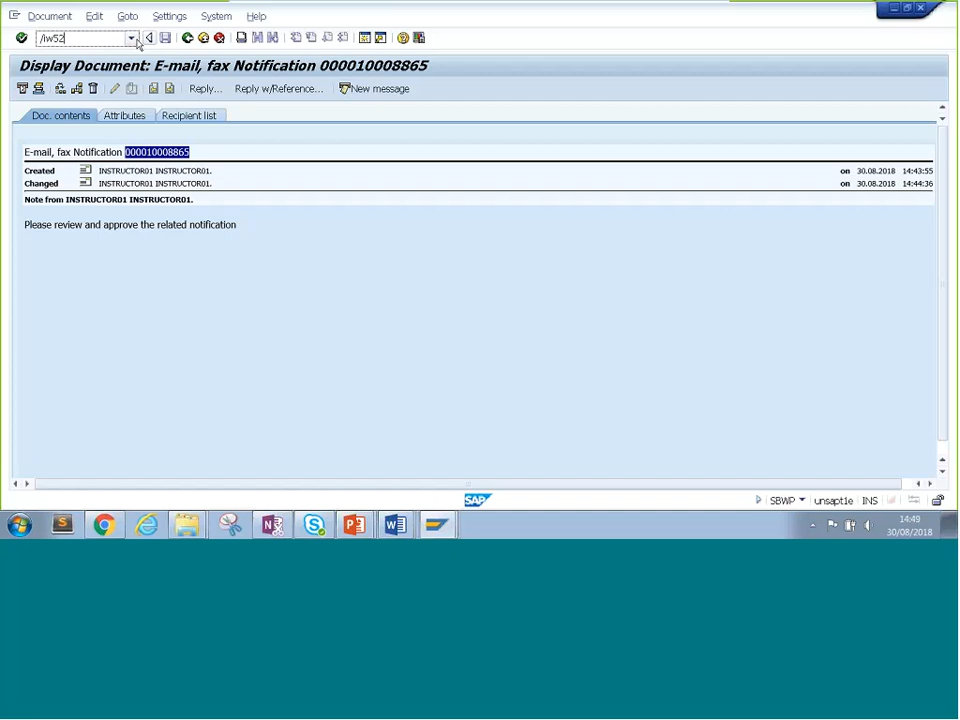 Document Edit Goto Settings System Help
/iw52
Display Document: E-mail, fax Notification 000010008865
Reply... Reply w/Reference... New message
Doc. contents Attributes Recipient list
E-mail, fax Notification 000010008865
Created INSTRUCTOR01 INSTRUCTOR01. on 30.08.2018 14:43:55
Changed INSTRUCTOR01 INSTRUCTOR01. on 30.08.2018 14:44:36
Note from INSTRUCTOR01 INSTRUCTOR01.
Please review and approve the related notification
SAP SBWP unsapt1e INS
14:49
30/08/2018